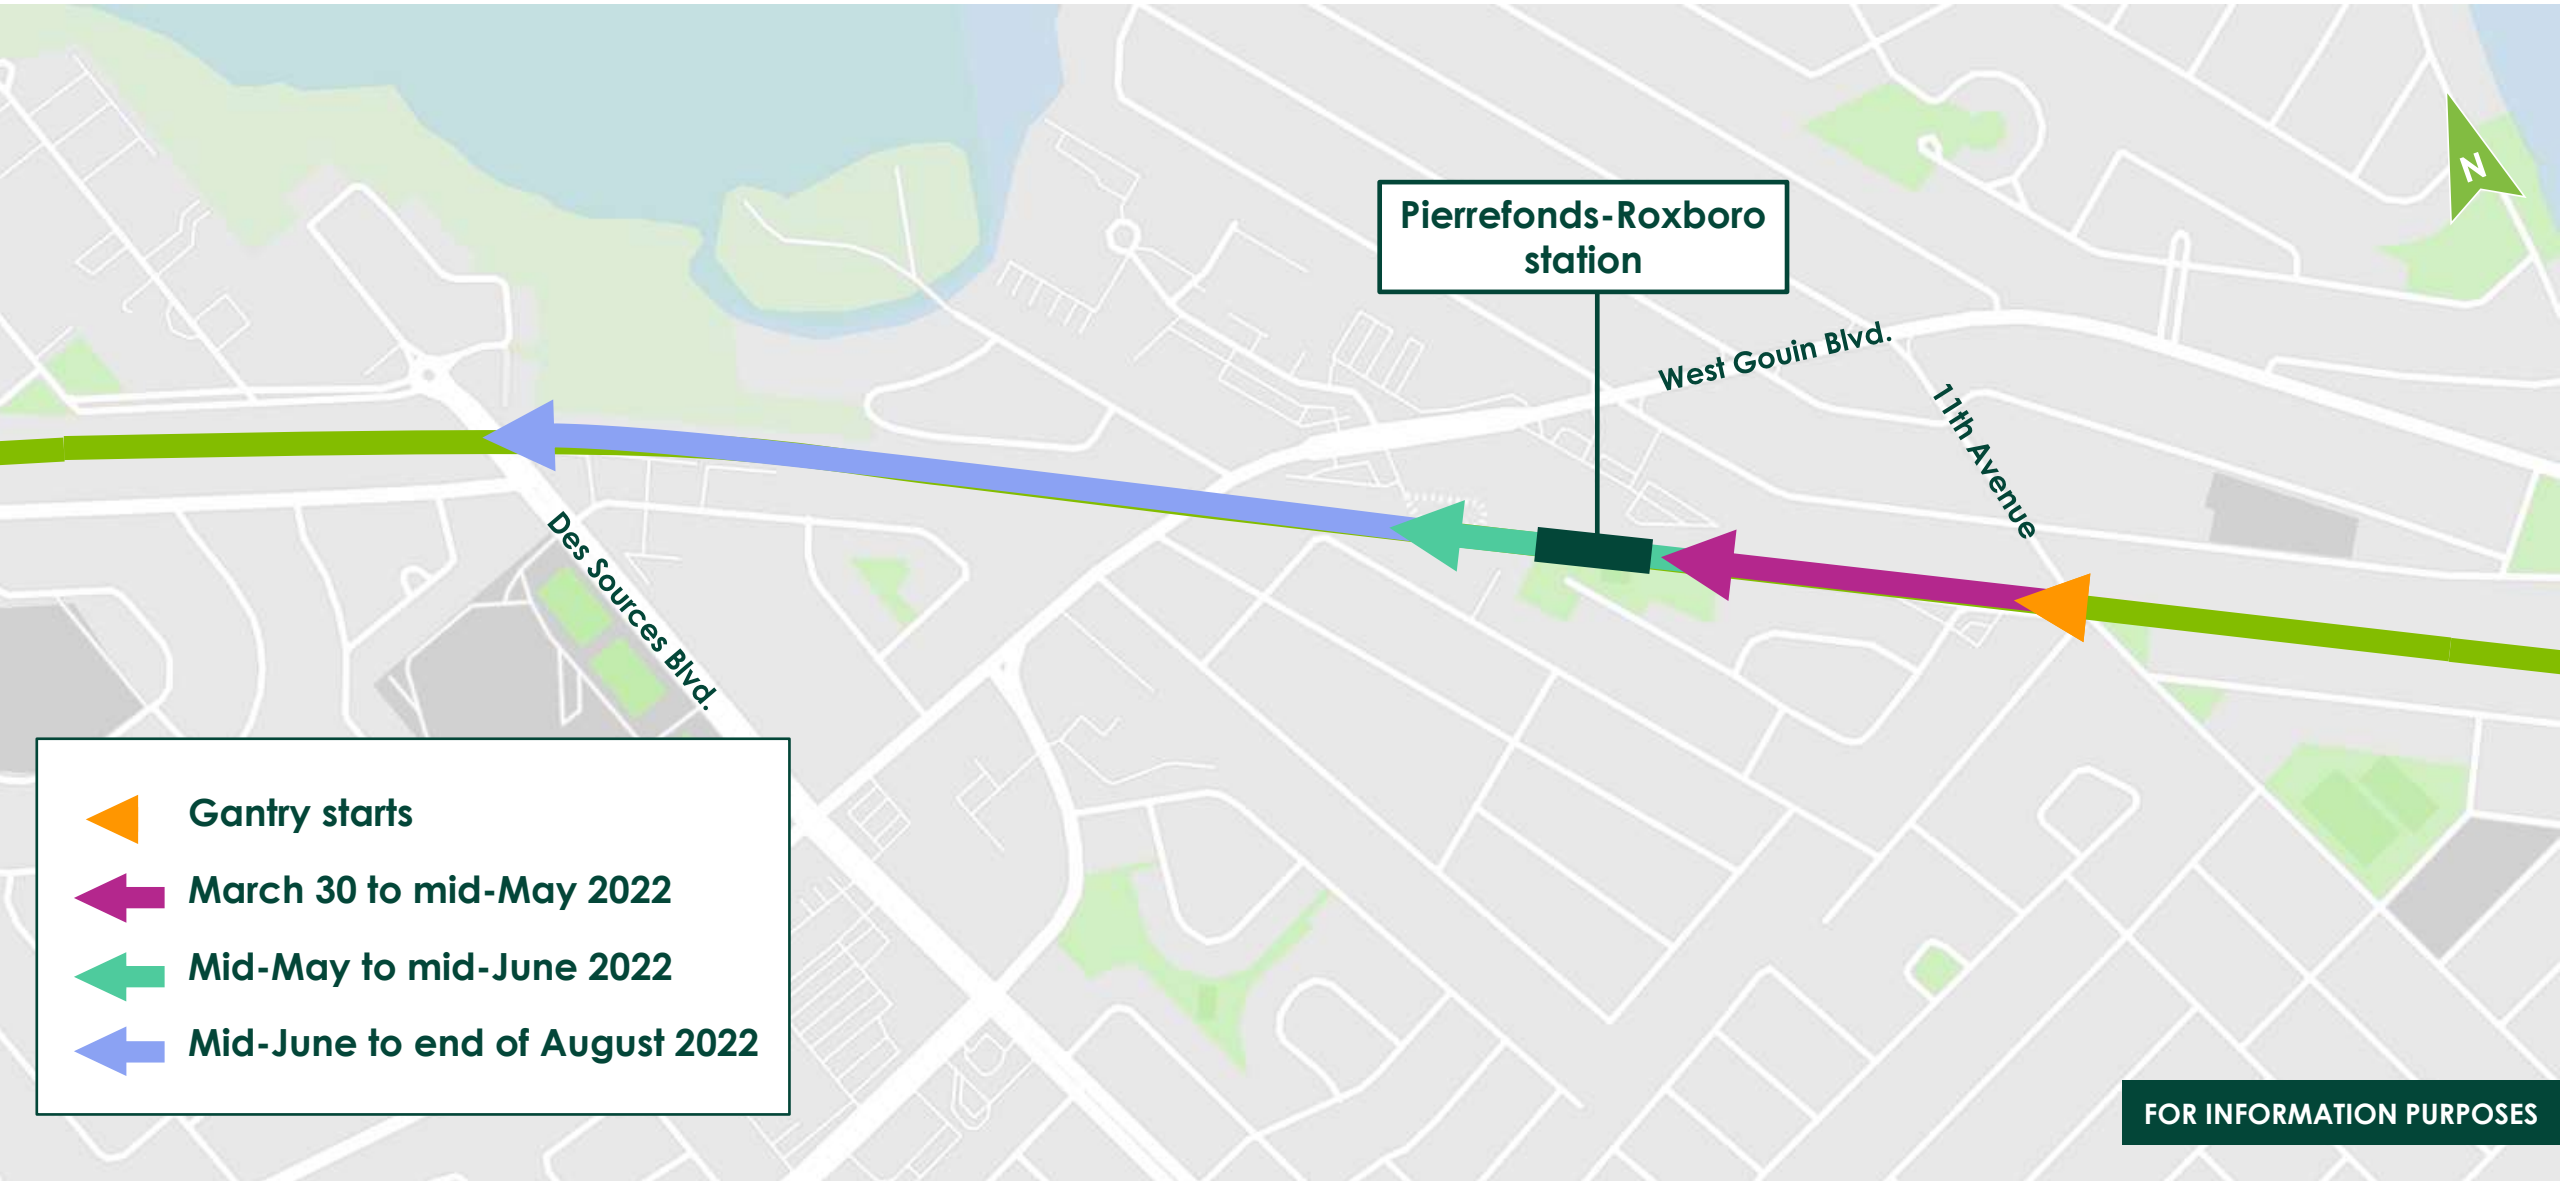 N
Pierrefonds-Roxboro
station
West Gouin Blvd.
11th Avenue
Des Sources Blvd.
Gantry starts
March 30 to mid-May 2022
Mid-May to mid-June 2022
Mid-June to end of August 2022
FOR INFORMATION PURPOSES